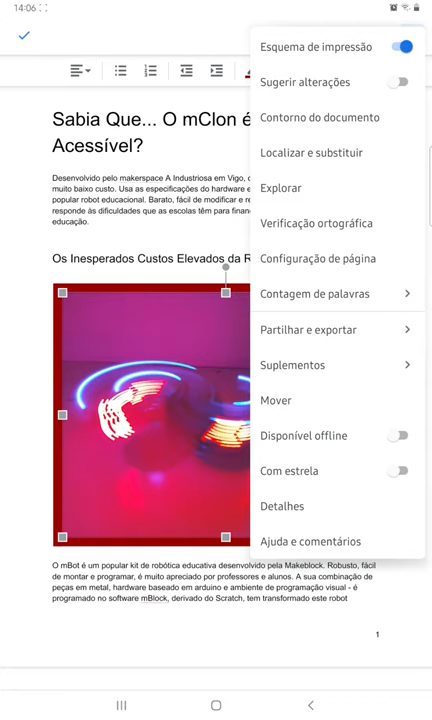 14:06
Esquema de impressão
Sugerir alterações
Contorno do documento
Localizar e substituir
Explorar
Verificação ortográfica
Configuração de página
Contagem de palavras
Partilhar e exportar
Suplementos
Mover
Disponível offline
Com estrela
Detalhes
Ajuda e comentários
Sabia Que... O mClon é
Acessível?
Desenvolvido pelo makerspace A Industriosa em Vigo,
muito baixo custo. Usa as especificações do hardware e
popular robot educacional. Barato, fácil de modificar e
responde às dificuldades que as escolas têm para
educação.
Os Inesperados Custos Elevados da R
O mBot é um popular kit de robótica educativa desenvolvido pela Makeblock. Robusto, fácil
de montar e programar, é muito apreciado por professores e alunos. A sua combinação de
peças em metal, hardware baseado em arduino e ambiente de programação visual - é
programado no software mBlock, derivado do Scratch, tem transformado este robot
1